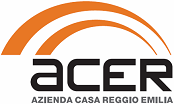 acer
AZIENDA CASA REGGIO EMILIA